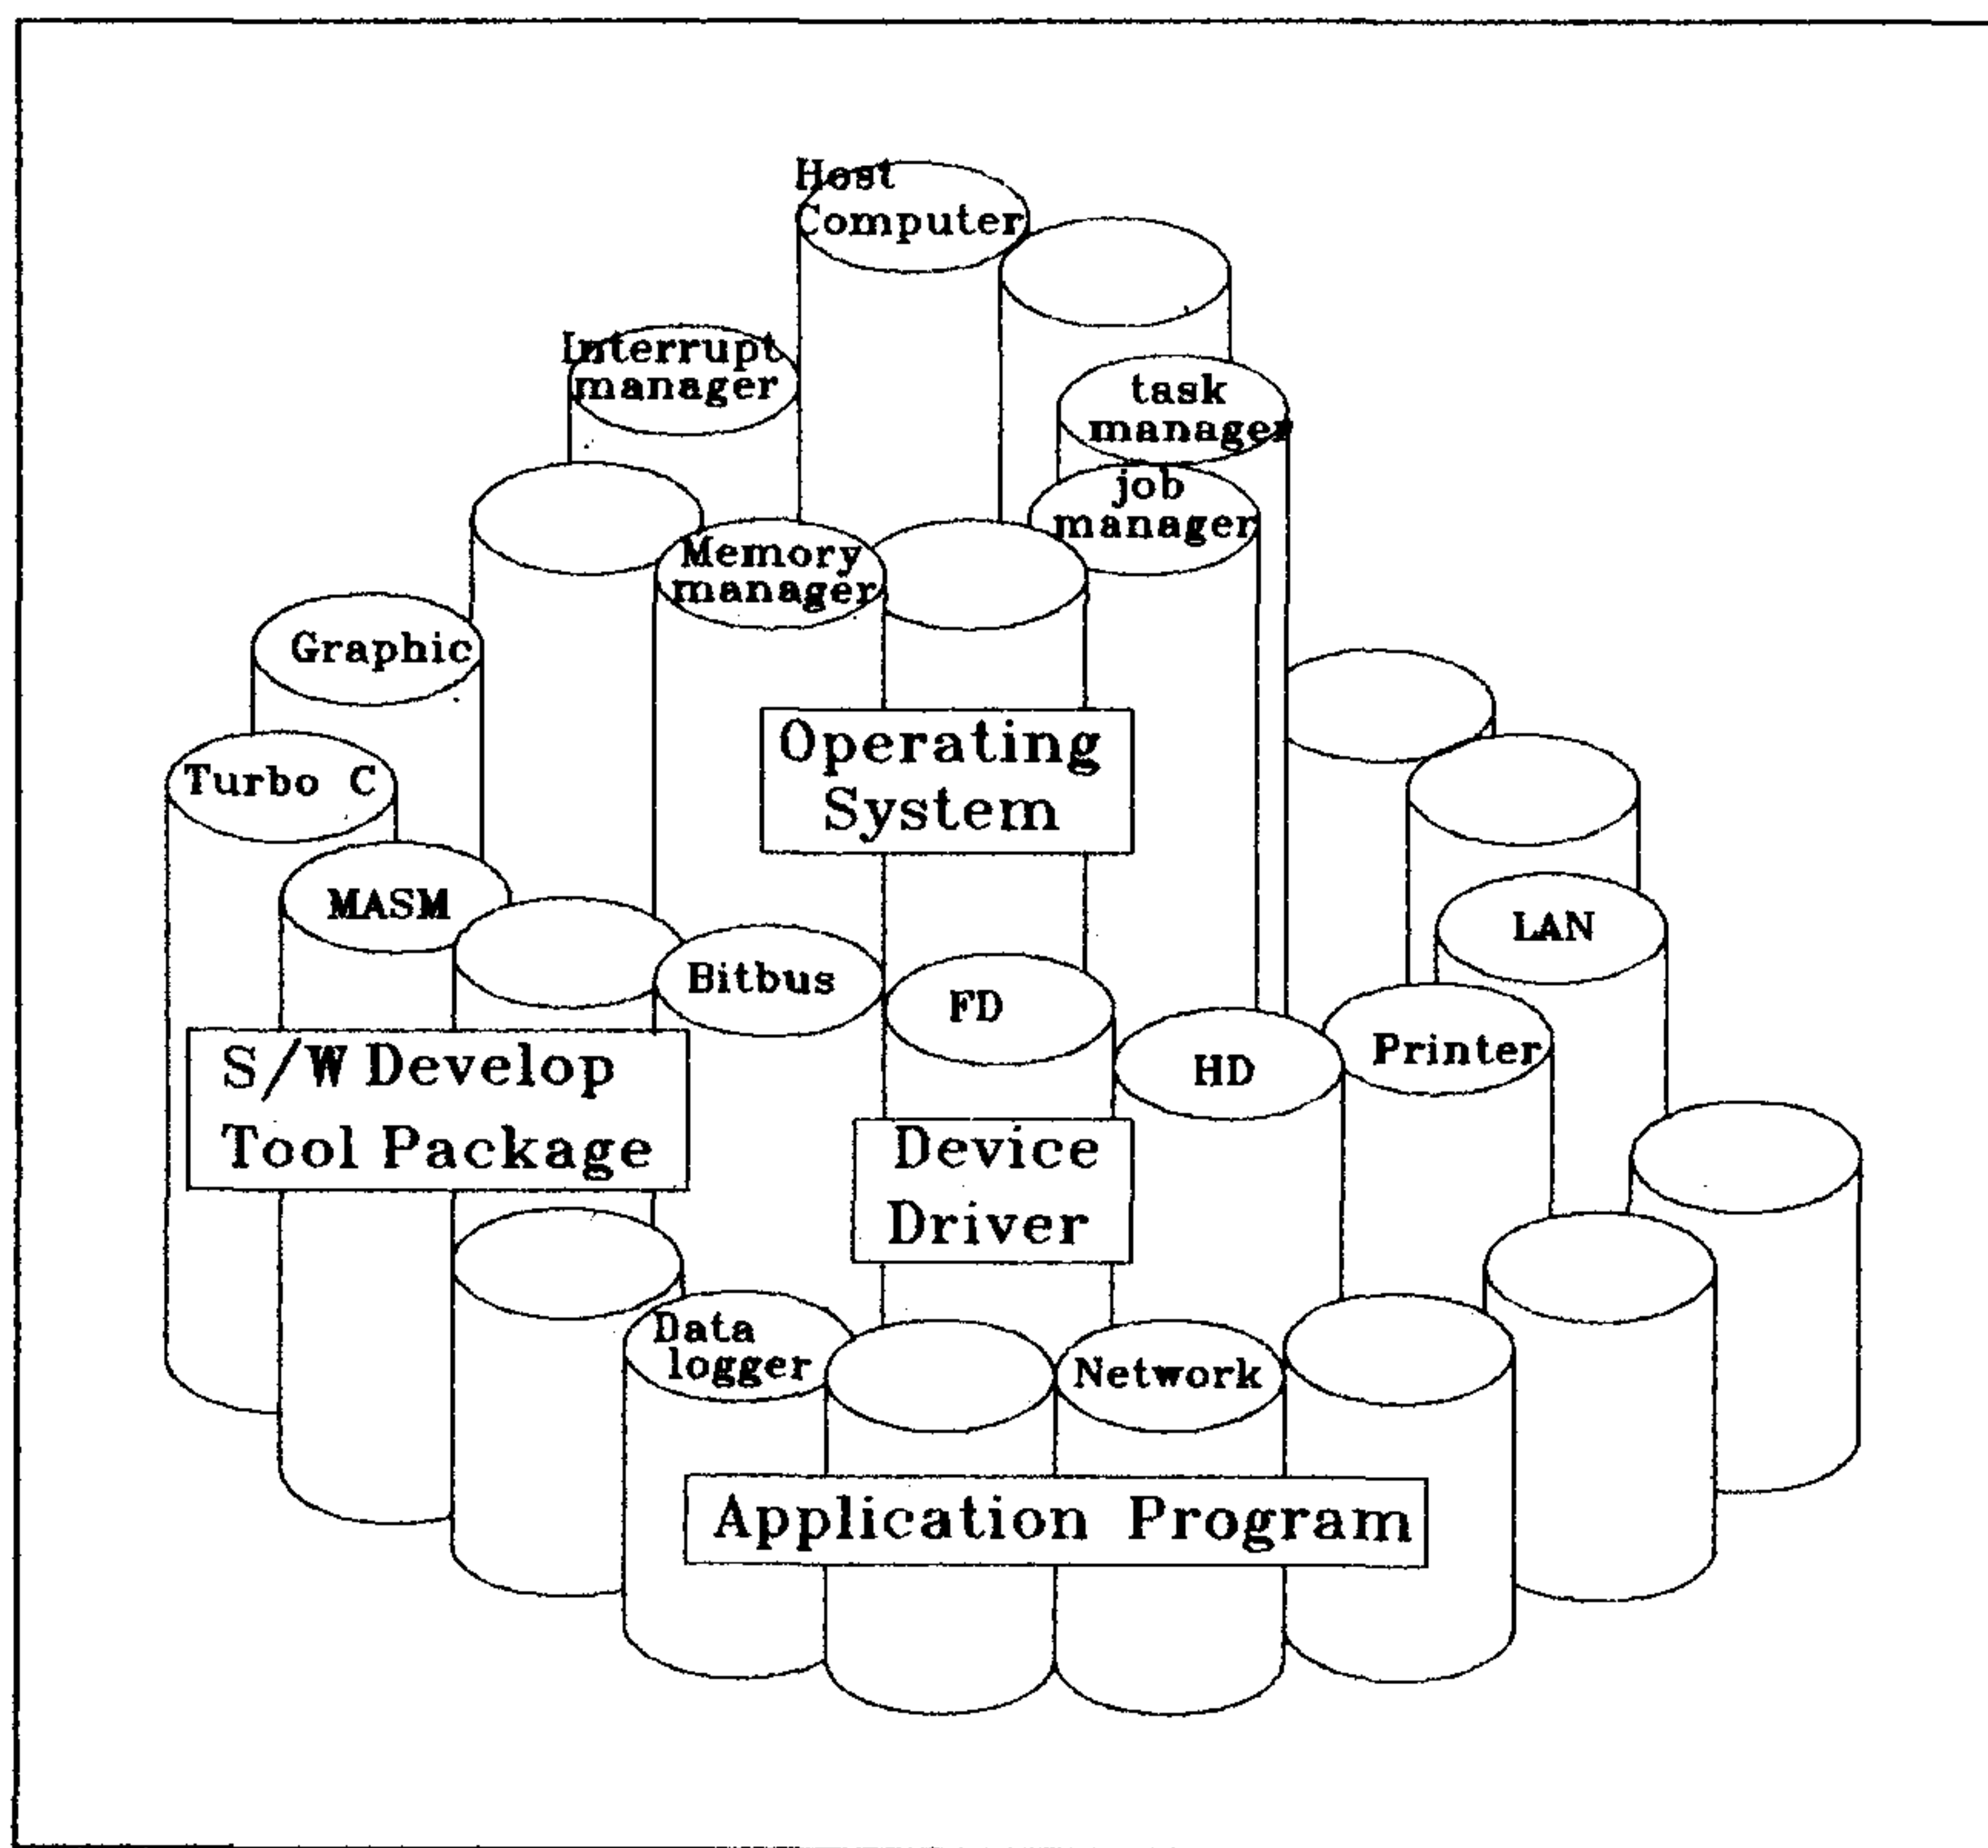 Host
Computer
Interrupt
manager
task
manager
job
manager
Memory
manager
Graphic
Operating
System
Turbo C
MASM
LAN
Bitbus
FD
HD
Printer
S/W Develop
Tool Package
Device
Driver
Data
logger
Network
Application Program